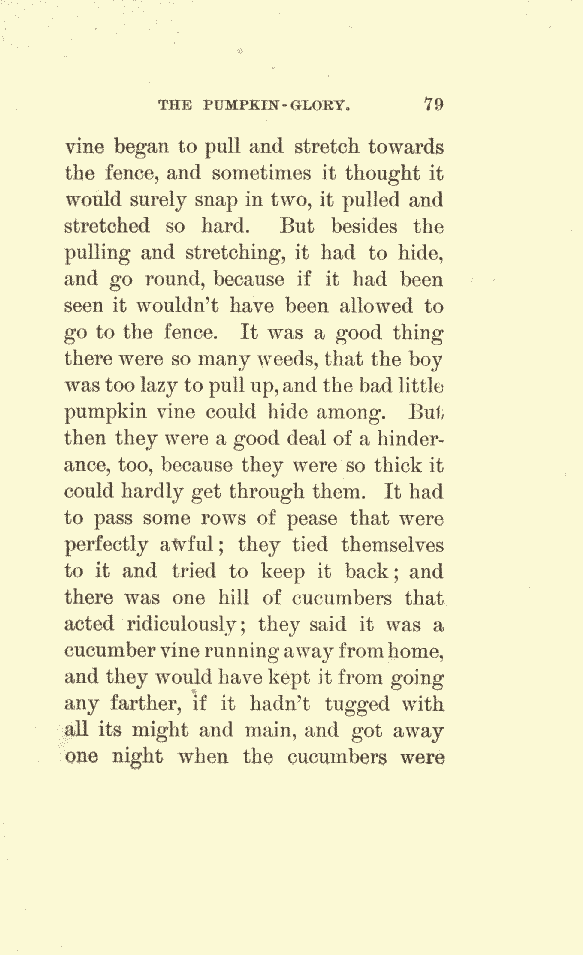 THE PUMPKIN-GLORY. 79
vine began to pull and stretch towards
the fence, and sometimes it thought it
would surely snap in two, it pulled and
stretched so hard. But besides the
pulling and stretching, it had to hide,
and go round, because if it had been
seen it wouldn't have been allowed to
go to the fence. It was a good thing
there were so many weeds, that the boy
was too lazy to pull up, and the bad little
pumpkin vine could hide among. But
then they were a good deal of a hinder-
ance, too, because they were so thick it
could hardly get through them. It had
to pass some rows of pease that were
perfectly awful; they tied themselves
to it and tried to keep it back; and
there was one hill of cucumbers that
acted ridiculously; they said it was a
cucumber vine running away from home,
and they would have kept it from going
any farther, if it hadn't tugged with
all its might and main, and got away
one night when the cucumbers were